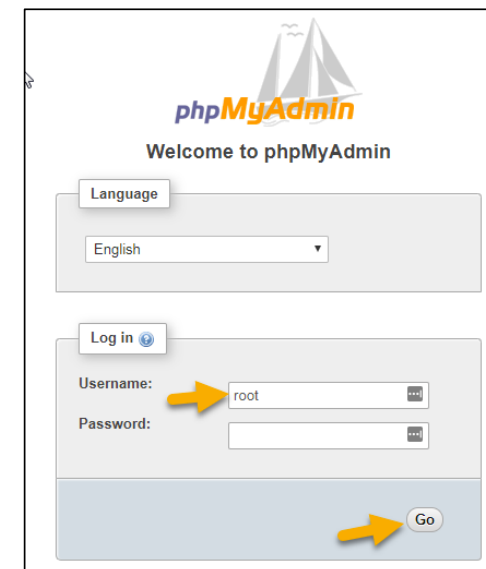 phpMyAdmin
Welcome to phpMyAdmin
Language
English
Log in
Username:
root
Password:
Go